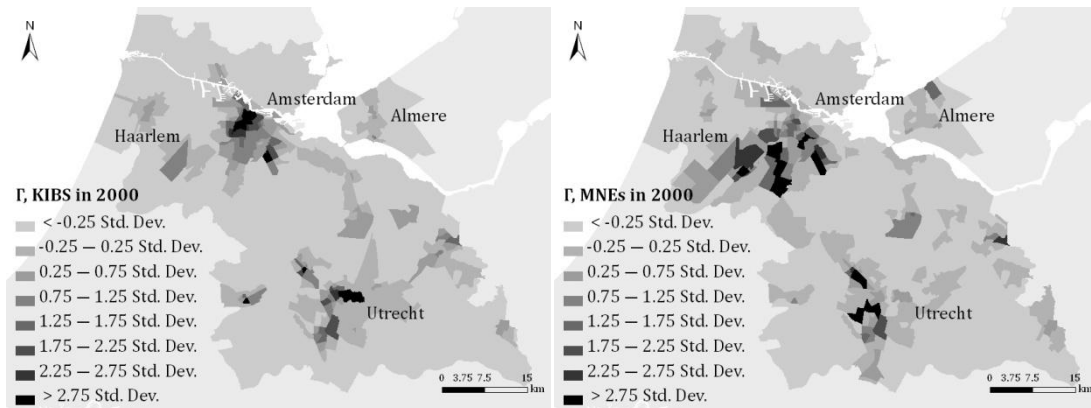 N
Amsterdam
Almere
Haarlem
Γ, KIBS in 2000
< -0.25 Std. Dev.
-0.25 – 0.25 Std. Dev.
0.25 – 0.75 Std. Dev.
0.75 – 1.25 Std. Dev.
1.25 – 1.75 Std. Dev.
1.75 – 2.25 Std. Dev.
2.25 – 2.75 Std. Dev.
> 2.75 Std. Dev.
Utrecht
0 3.75 7.5 15
km
N
Amsterdam
Almere
Haarlem
Γ, MNEs in 2000
< -0.25 Std. Dev.
-0.25 – 0.25 Std. Dev.
0.25 – 0.75 Std. Dev.
0.75 – 1.25 Std. Dev.
1.25 – 1.75 Std. Dev.
1.75 – 2.25 Std. Dev.
2.25 – 2.75 Std. Dev.
> 2.75 Std. Dev.
Utrecht
0 3.75 7.5 15
km